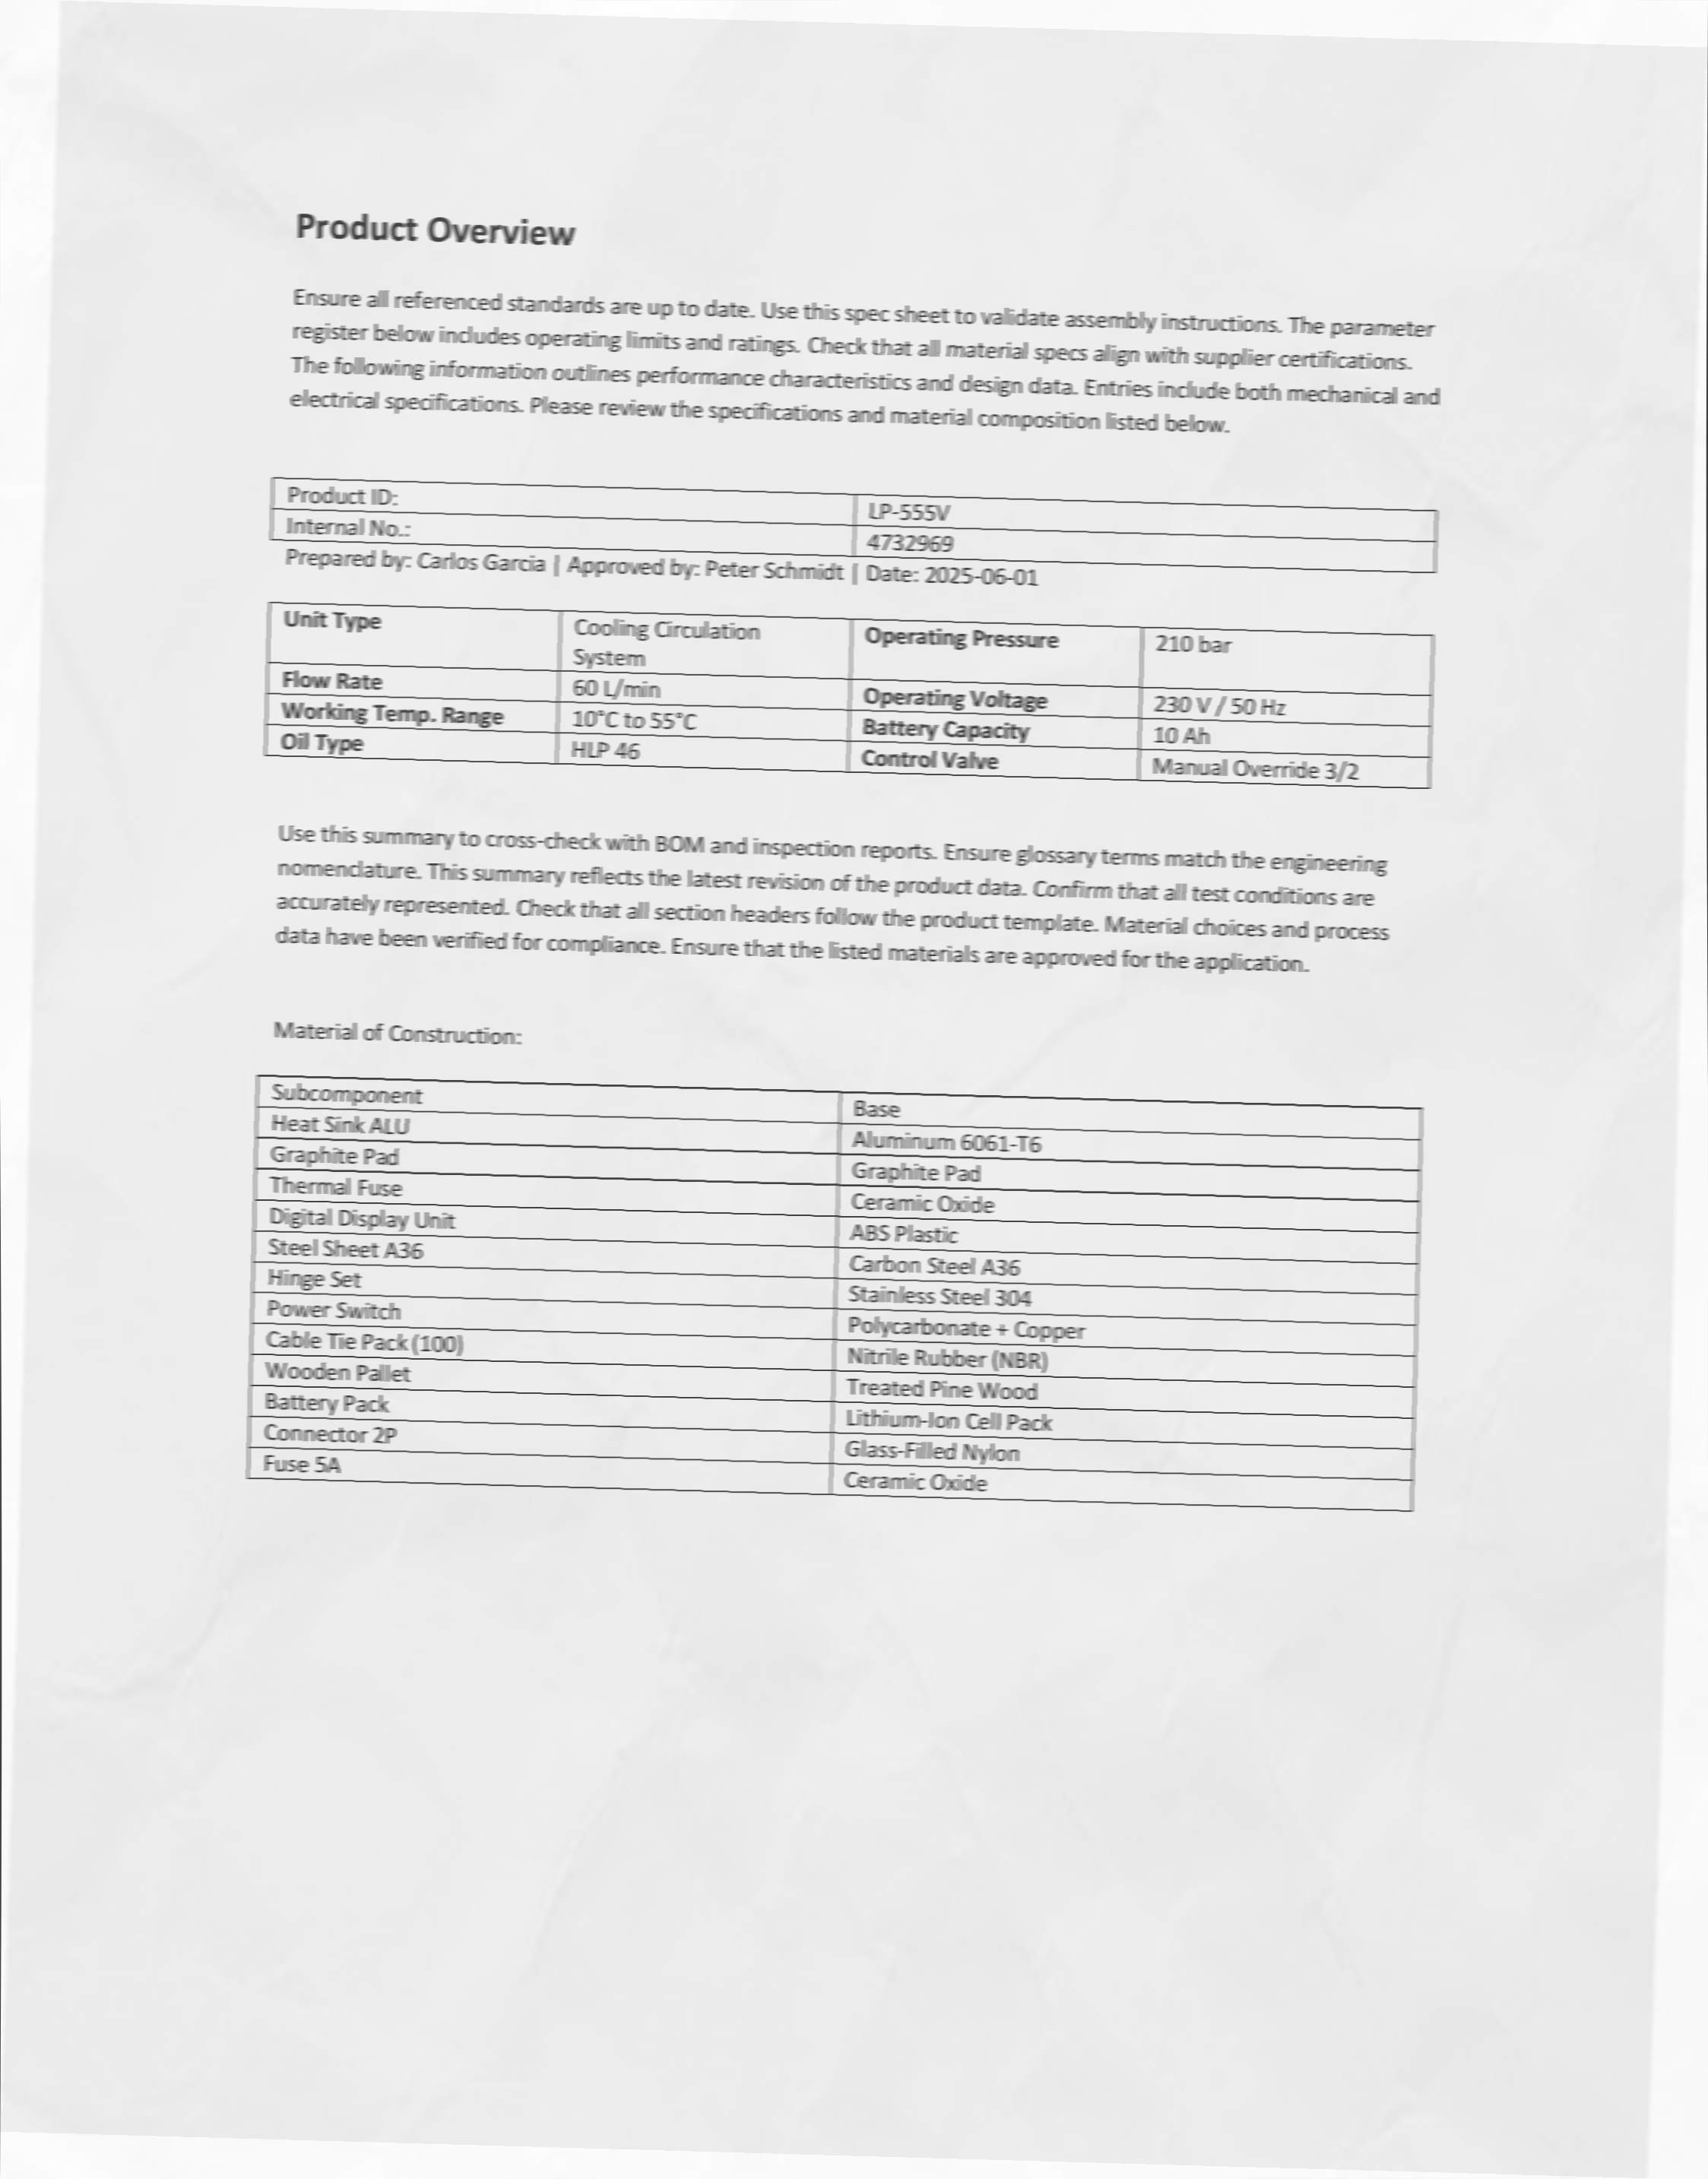 Product Overview
Ensure all referenced standards are up to date. Use this spec sheet to validate assembly instructions. The parameter
register below includes operating limits and ratings. Check that all material specs align with supplier certifications.
The following information outlines performance characteristics and design data. Entries include both mechanical and
electrical specifications. Please review the specifications and material composition listed below.
Product ID: LP-555V
Internal No.: 4732969
Prepared by: Carlos Garcia | Approved by: Peter Schmidt | Date: 2025-06-01
Unit Type Cooling Circulation Operating Pressure 210 bar
System
Flow Rate 60 L/min Operating Voltage 230 V / 50 Hz
Working Temp. Range 10°C to 55°C Battery Capacity 10 Ah
Oil Type HLP 46 Control Valve Manual Override 3/2
Use this summary to cross-check with BOM and inspection reports. Ensure glossary terms match the engineering
nomenclature. This summary reflects the latest revision of the product data. Confirm that all test conditions are
accurately represented. Check that all section headers follow the product template. Material choices and process
data have been verified for compliance. Ensure that the listed materials are approved for the application.
Material of Construction:
Subcomponent Base
Heat Sink ALU Aluminum 6061-T6
Graphite Pad Graphite Pad
Thermal Fuse Ceramic Oxide
Digital Display Unit ABS Plastic
Steel Sheet A36 Carbon Steel A36
Hinge Set Stainless Steel 304
Power Switch Polycarbonate + Copper
Cable Tie Pack (100) Nitrile Rubber (NBR)
Wooden Pallet Treated Pine Wood
Battery Pack Lithium-Ion Cell Pack
Connector 2P Glass-Filled Nylon
Fuse 5A Ceramic Oxide